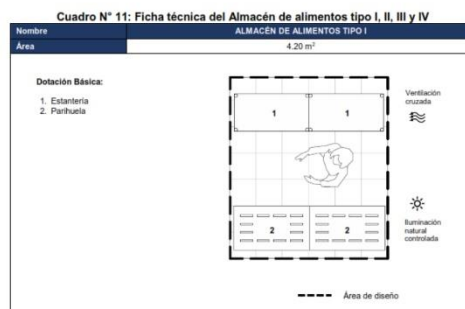 Cuadro N° 11: Ficha técnica del Almacén de alimentos tipo I, II, III y IV
Nombre ALMACÉN DE ALIMENTOS TIPO I
Área 4.20 m²
Dotación Básica:
1. Estantería
2. Parihuela
1 1
Ventilación
cruzada
2 2
Iluminación
natural
controlada
Área de diseño